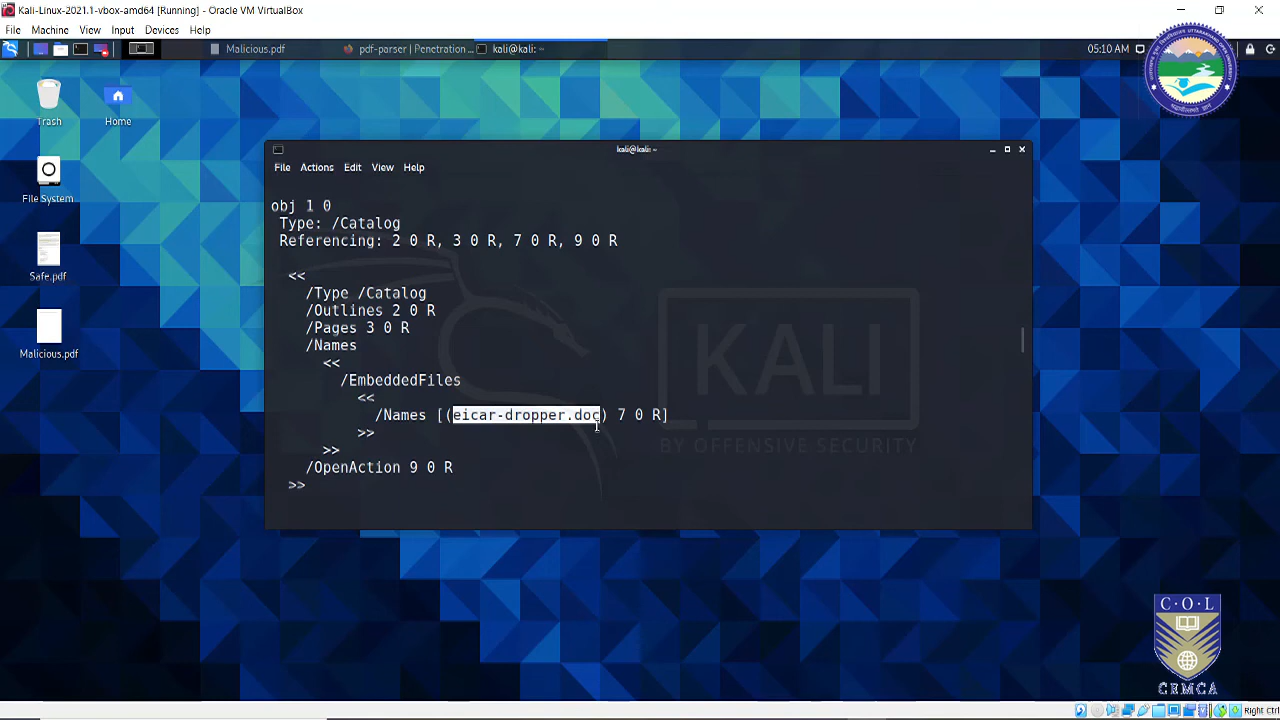 Kali-Linux-2021.1-vbox-amd64 [Running] - Oracle VM VirtualBox
File Machine View Input Devices Help
Malicious.pdf
pdf-parser | Penetration ...
kali@kali: ~
05:10 AM
Trash
Home
File System
Safe.pdf
Malicious.pdf
kali@kali: ~
File Actions Edit View Help
obj 1 0
Type: /Catalog
Referencing: 2 0 R, 3 0 R, 7 0 R, 9 0 R
<<
/Type /Catalog
/Outlines 2 0 R
/Pages 3 0 R
/Names
<<
/EmbeddedFiles
<<
/Names [(eicar-dropper.doc) 7 0 R]
>>
>>
/OpenAction 9 0 R
>>
KALI
BY OFFENSIVE SECURITY
C·O·L
CEMCA
Right Ctrl